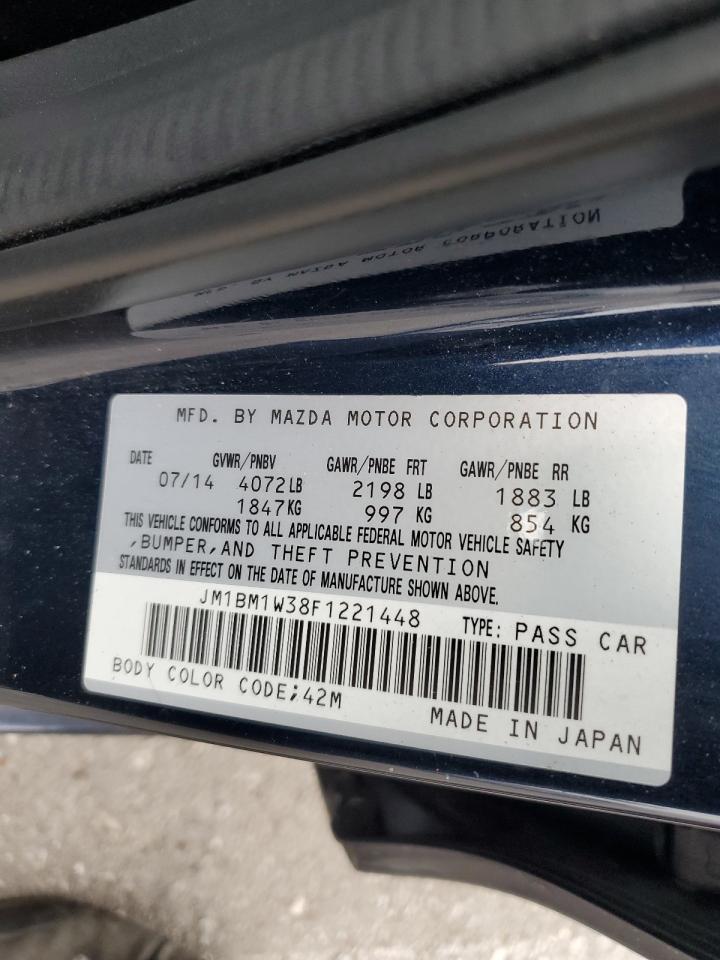 MFD. BY MAZDA MOTOR CORPORATION
DATE GVWR/PNBV GAWR/PNBE FRT GAWR/PNBE RR
07/14 4072LB 2198 LB 1883 LB
1847KG 997 KG 854 KG
THIS VEHICLE CONFORMS TO ALL APPLICABLE FEDERAL MOTOR VEHICLE SAFETY
,BUMPER,AND THEFT PREVENTION
STANDARDS IN EFFECT ON THE DATE OF MANUFACTURE SHOWN ABOVE.
JM1BM1W38F1221448 TYPE: PASS CAR
BODY COLOR CODE;42M
MADE IN JAPAN